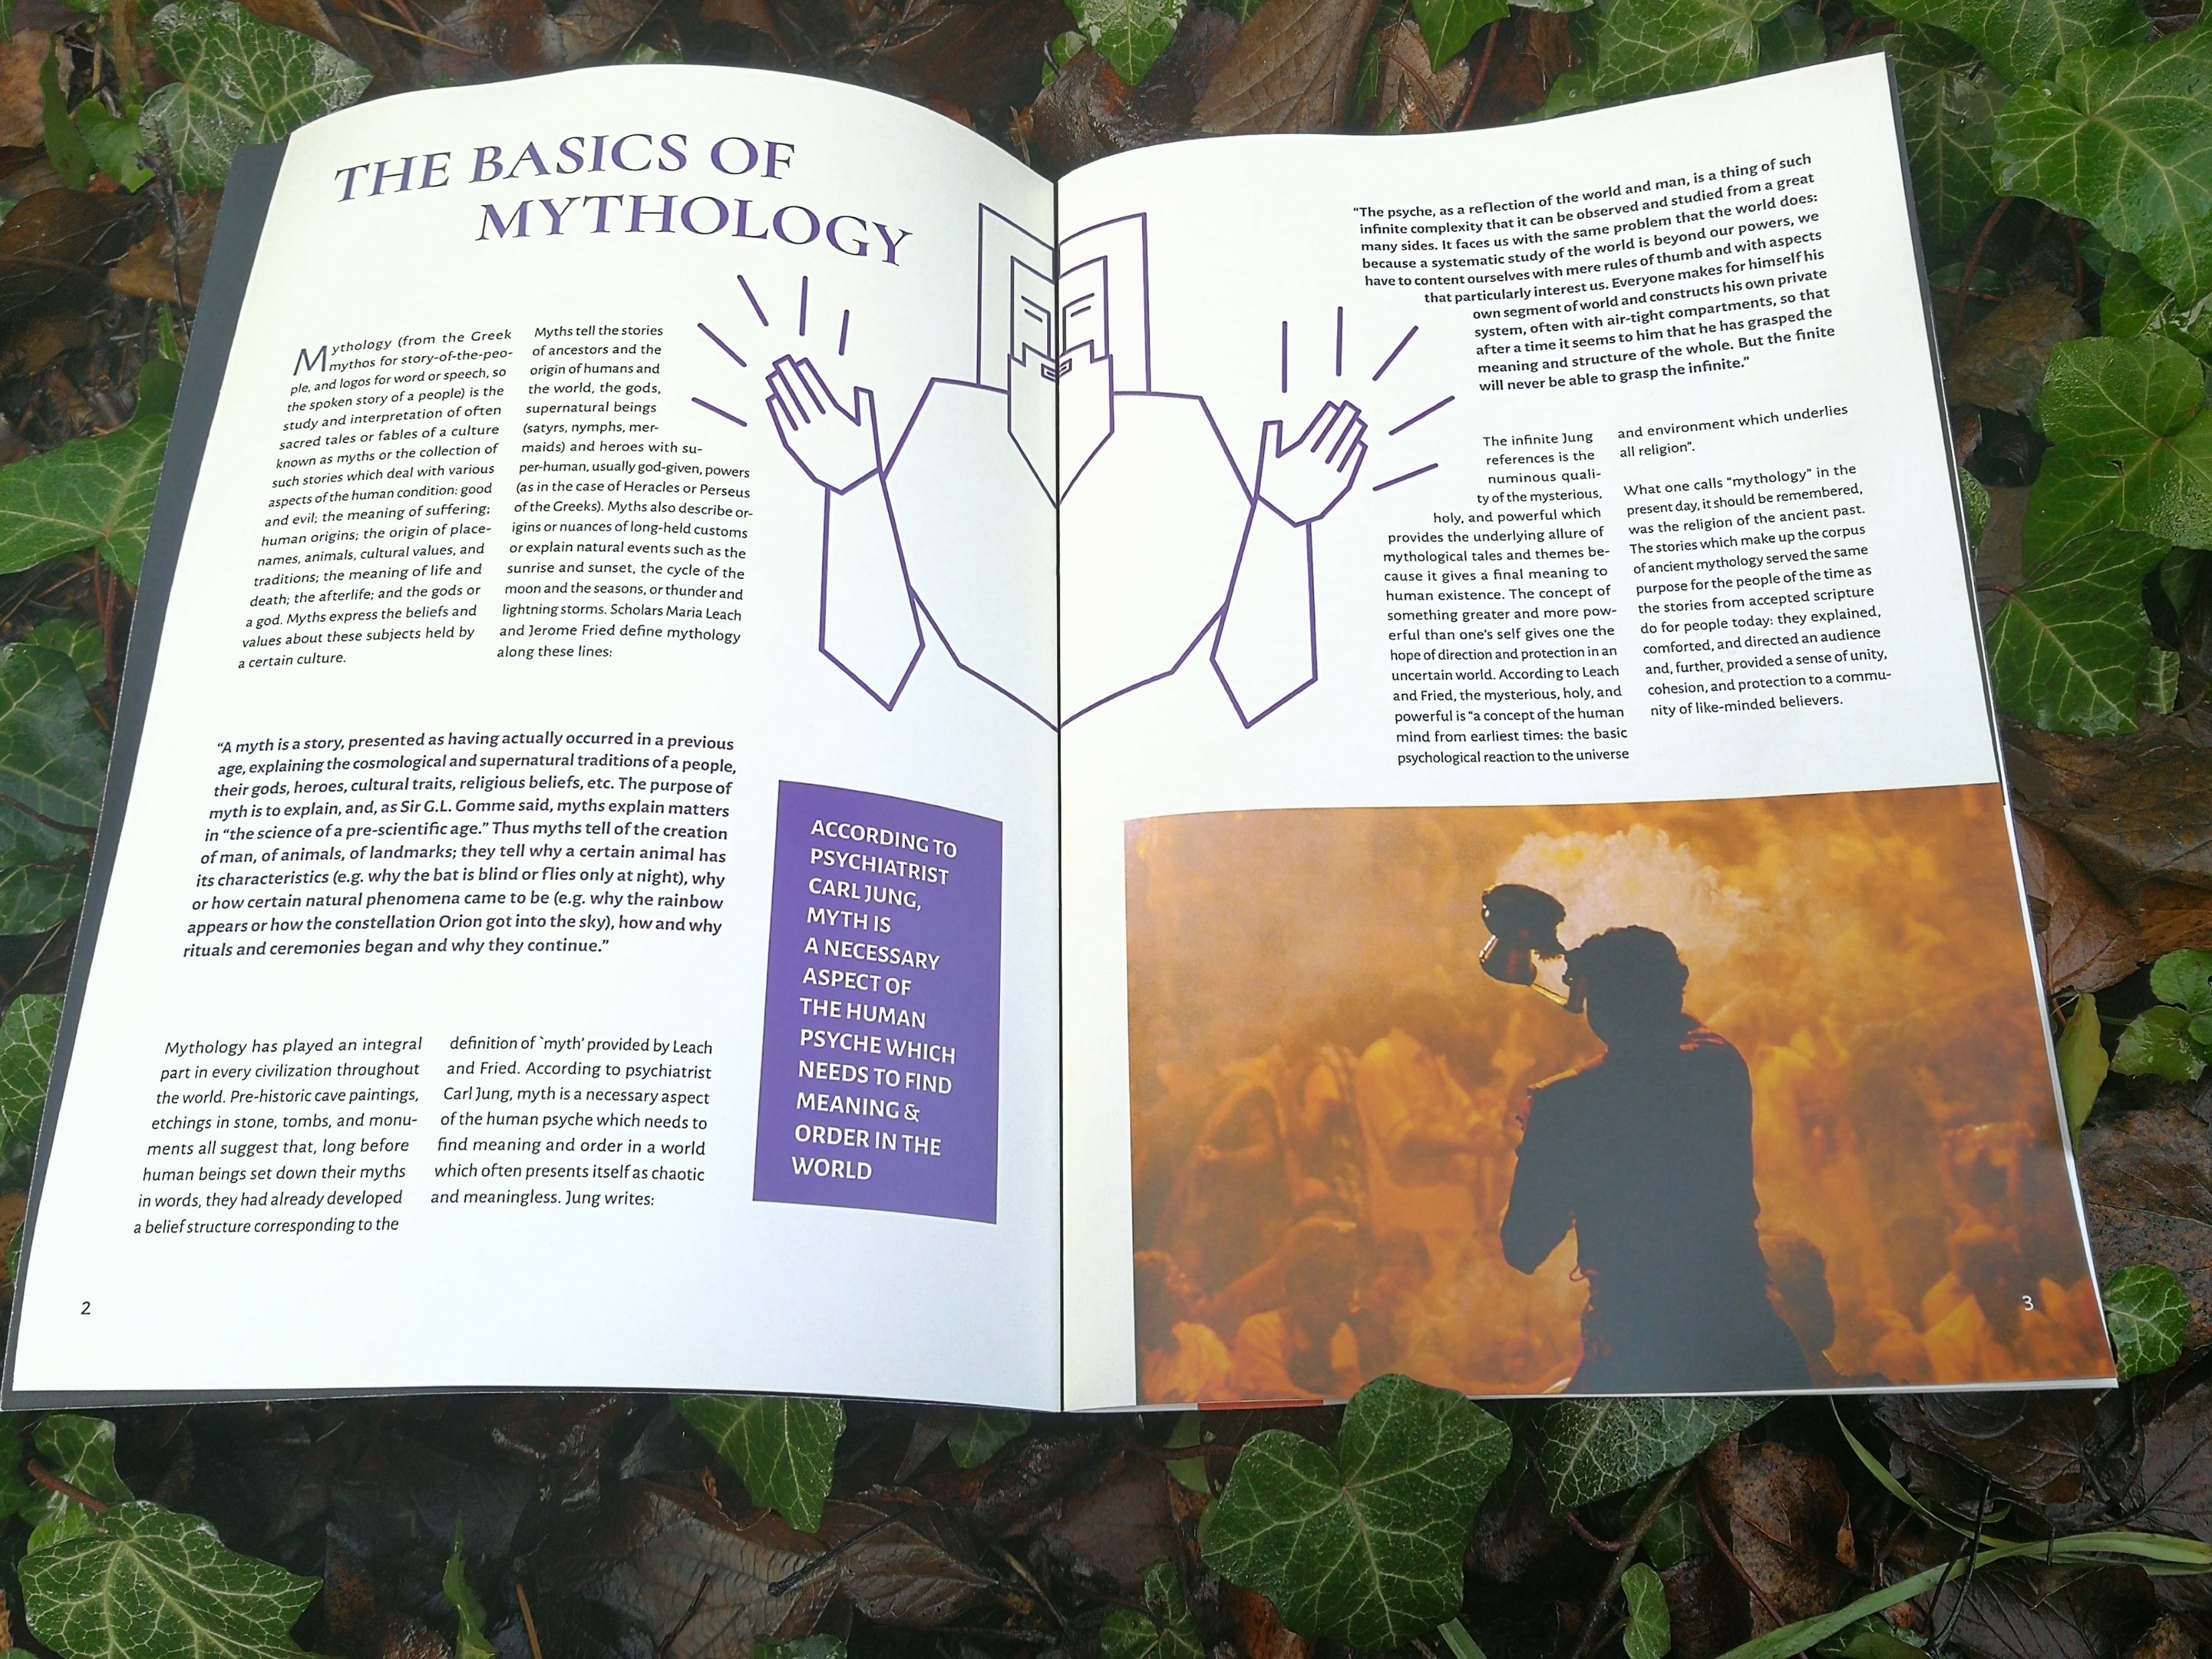 THE BASICS OF
MYTHOLOGY
Mythology (from the Greek
mythos for story-of-the-peo-
ple, and logos for word or speech, so
the spoken story of a people) is the
study and interpretation of often
sacred tales or fables of a culture
known as myths or the collection of
such stories which deal with various
aspects of the human condition: good
and evil; the meaning of suffering;
human origins; the origin of place-
names, animals, cultural values, and
traditions; the meaning of life and
death; the afterlife; and the gods or
a god. Myths express the beliefs and
values about these subjects held by
a certain culture.
Myths tell the stories
of ancestors and the
origin of humans and
the world, the gods,
supernatural beings
(satyrs, nymphs, mer-
maids) and heroes with su-
per-human, usually god-given, powers
(as in the case of Heracles or Perseus
of the Greeks). Myths also describe or-
igins or nuances of long-held customs
or explain natural events such as the
sunrise and sunset, the cycle of the
moon and the seasons, or thunder and
lightning storms. Scholars Maria Leach
and Jerome Fried define mythology
along these lines:
“A myth is a story, presented as having actually occurred in a previous
age, explaining the cosmological and supernatural traditions of a people,
their gods, heroes, cultural traits, religious beliefs, etc. The purpose of
myth is to explain, and, as Sir G.L. Gomme said, myths explain matters
in “the science of a pre-scientific age.” Thus myths tell of the creation
of man, of animals, of landmarks; they tell why a certain animal has
its characteristics (e.g. why the bat is blind or flies only at night), why
or how certain natural phenomena came to be (e.g. why the rainbow
appears or how the constellation Orion got into the sky), how and why
rituals and ceremonies began and why they continue.”
Mythology has played an integral
part in every civilization throughout
the world. Pre-historic cave paintings,
etchings in stone, tombs, and monu-
ments all suggest that, long before
human beings set down their myths
in words, they had already developed
a belief structure corresponding to the
definition of `myth’ provided by Leach
and Fried. According to psychiatrist
Carl Jung, myth is a necessary aspect
of the human psyche which needs to
find meaning and order in a world
which often presents itself as chaotic
and meaningless. Jung writes:
ACCORDING TO
PSYCHIATRIST
CARL JUNG,
MYTH IS
A NECESSARY
ASPECT OF
THE HUMAN
PSYCHE WHICH
NEEDS TO FIND
MEANING &
ORDER IN THE
WORLD
2
“The psyche, as a reflection of the world and man, is a thing of such
infinite complexity that it can be observed and studied from a great
many sides. It faces us with the same problem that the world does:
because a systematic study of the world is beyond our powers, we
have to content ourselves with mere rules of thumb and with aspects
that particularly interest us. Everyone makes for himself his
own segment of world and constructs his own private
system, often with air-tight compartments, so that
after a time it seems to him that he has grasped the
meaning and structure of the whole. But the finite
will never be able to grasp the infinite.”
The infinite Jung
references is the
numinous quali-
ty of the mysterious,
holy, and powerful which
provides the underlying allure of
mythological tales and themes be-
cause it gives a final meaning to
human existence. The concept of
something greater and more pow-
erful than one’s self gives one the
hope of direction and protection in an
uncertain world. According to Leach
and Fried, the mysterious, holy, and
powerful is “a concept of the human
mind from earliest times: the basic
psychological reaction to the universe
and environment which underlies
all religion”.
What one calls “mythology” in the
present day, it should be remembered,
was the religion of the ancient past.
The stories which make up the corpus
of ancient mythology served the same
purpose for the people of the time as
the stories from accepted scripture
do for people today: they explained,
comforted, and directed an audience
and, further, provided a sense of unity,
cohesion, and protection to a commu-
nity of like-minded believers.
3